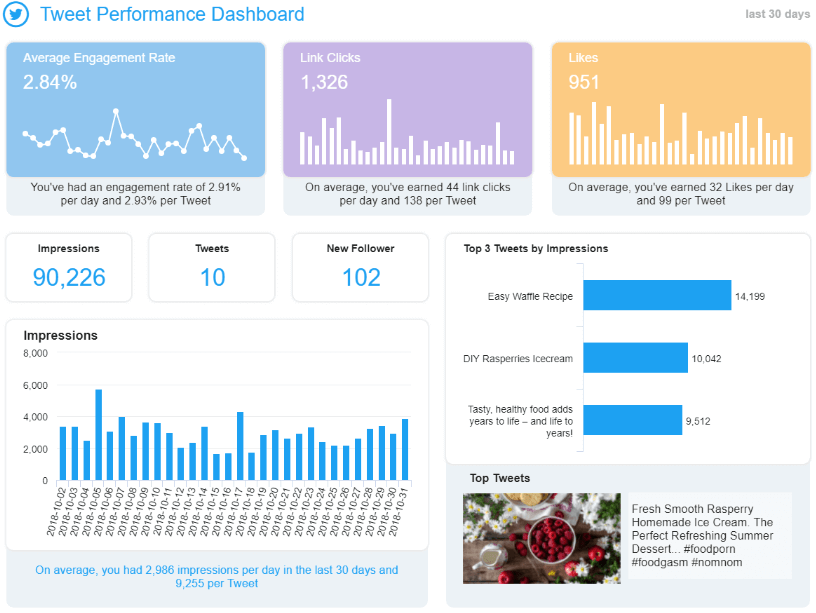 Tweet Performance Dashboard
last 30 days
Average Engagement Rate
2.84%
You've had an engagement rate of 2.91%
per day and 2.93% per Tweet
Link Clicks
1,326
On average, you've earned 44 link clicks
per day and 138 per Tweet
Likes
951
On average, you've earned 32 Likes per day
and 99 per Tweet
Impressions
90,226
Tweets
10
New Follower
102
Top 3 Tweets by Impressions
Easy Waffle Recipe
14,199
DIY Rasperries Icecream
10,042
Tasty, healthy food adds
years to life – and life to
years!
9,512
Impressions
8,000
6,000
4,000
2,000
0
2018-10-02
2018-10-03
2018-10-04
2018-10-05
2018-10-06
2018-10-07
2018-10-08
2018-10-09
2018-10-10
2018-10-11
2018-10-12
2018-10-13
2018-10-14
2018-10-15
2018-10-16
2018-10-17
2018-10-18
2018-10-19
2018-10-20
2018-10-21
2018-10-22
2018-10-23
2018-10-24
2018-10-25
2018-10-26
2018-10-27
2018-10-28
2018-10-29
2018-10-30
2018-10-31
On average, you had 2,986 impressions per day in the last 30 days and
9,255 per Tweet
Top Tweets
Fresh Smooth Rasperry
Homemade Ice Cream. The
Perfect Refreshing Summer
Dessert... #foodporn
#foodgasm #nomnom